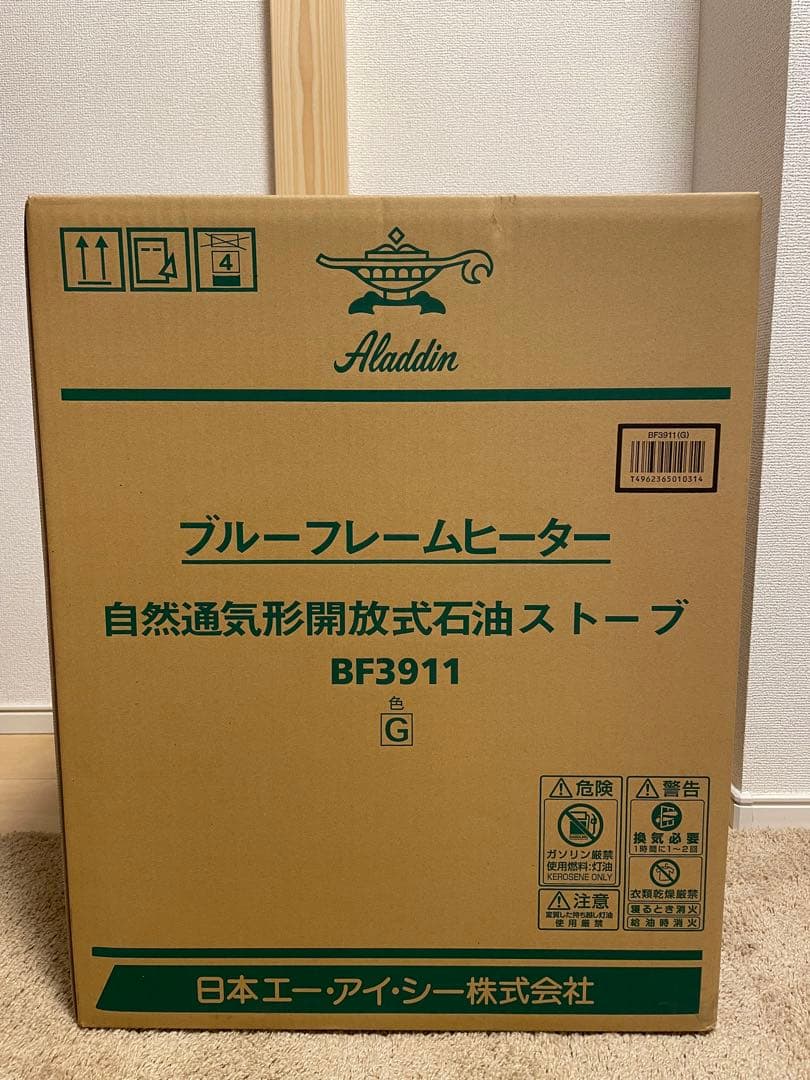 4
Aladdin
BF3911(G)
T4962365010314
ブルーフレームヒーター
自然通気形開放式石油ストーブ
BF3911
色
G
危険
ガソリン厳禁
使用燃料:灯油
KEROSENE ONLY
注意
変質した持ち越し灯油
使用厳禁
警告
換気必要
1時間に1〜2回
衣類乾燥厳禁
寝るとき消火
給油時消火
日本エー・アイ・シー株式会社